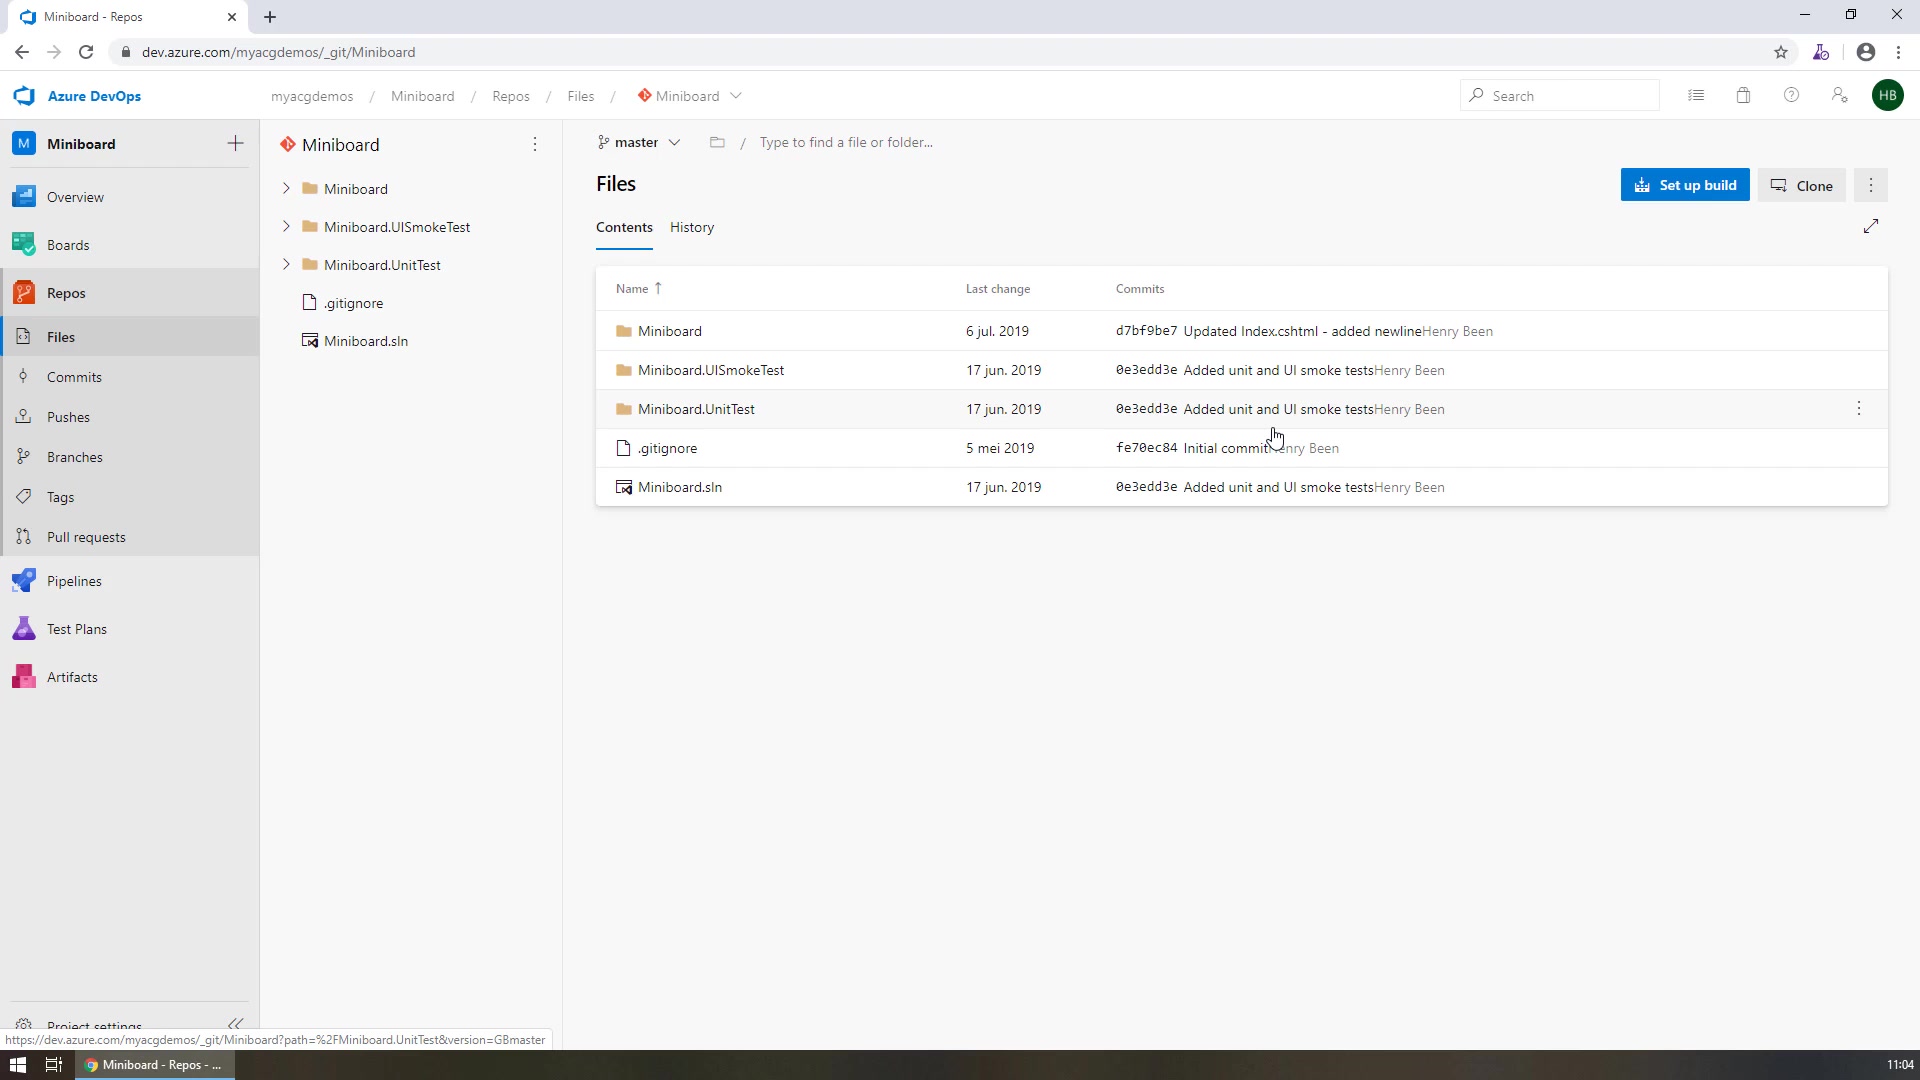 Miniboard - Repos
dev.azure.com/myacgdemos/_git/Miniboard
Azure DevOps
myacgdemos / Miniboard / Repos / Files / Miniboard
Search
HB
M Miniboard
Overview
Boards
Repos
Files
Commits
Pushes
Branches
Tags
Pull requests
Pipelines
Test Plans
Artifacts
Project settings
Miniboard
Miniboard
Miniboard.UISmokeTest
Miniboard.UnitTest
.gitignore
Miniboard.sln
master / Type to find a file or folder...
Files
Set up build
Clone
Contents History
Name Last change Commits
Miniboard 6 jul. 2019 d7bf9be7 Updated Index.cshtml - added newlineHenry Been
Miniboard.UISmokeTest 17 jun. 2019 0e3edd3e Added unit and UI smoke testsHenry Been
Miniboard.UnitTest 17 jun. 2019 0e3edd3e Added unit and UI smoke testsHenry Been
.gitignore 5 mei 2019 fe70ec84 Initial commitHenry Been
Miniboard.sln 17 jun. 2019 0e3edd3e Added unit and UI smoke testsHenry Been
https://dev.azure.com/myacgdemos/_git/Miniboard?path=%2FMiniboard.UnitTest&version=GBmaster
Miniboard - Repos - ...
11:04